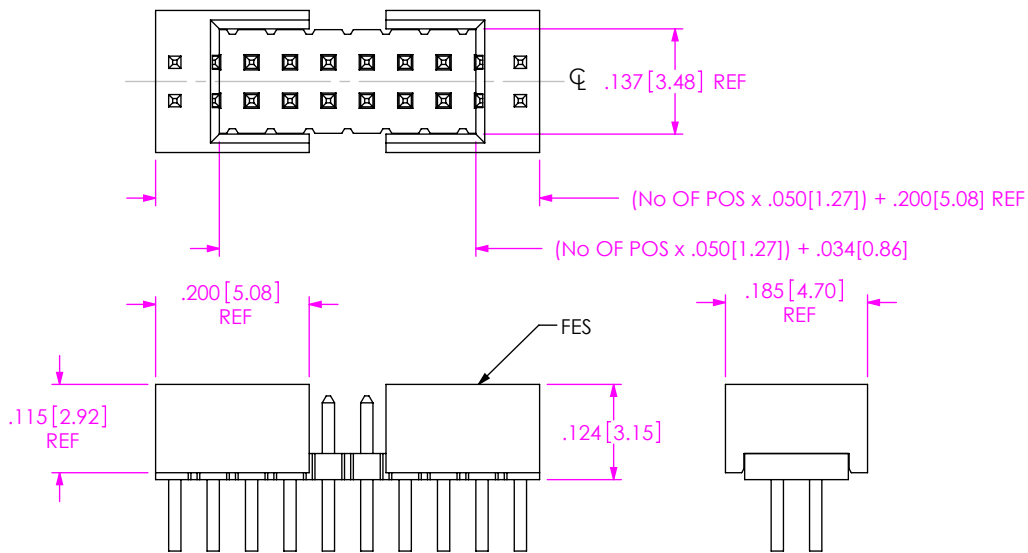 ℄
.137[3.48] REF
(No OF POS x .050[1.27]) + .200[5.08] REF
(No OF POS x .050[1.27]) + .034[0.86]
.200[5.08]
REF
.185[4.70]
REF
FES
.115[2.92]
REF
.124[3.15]